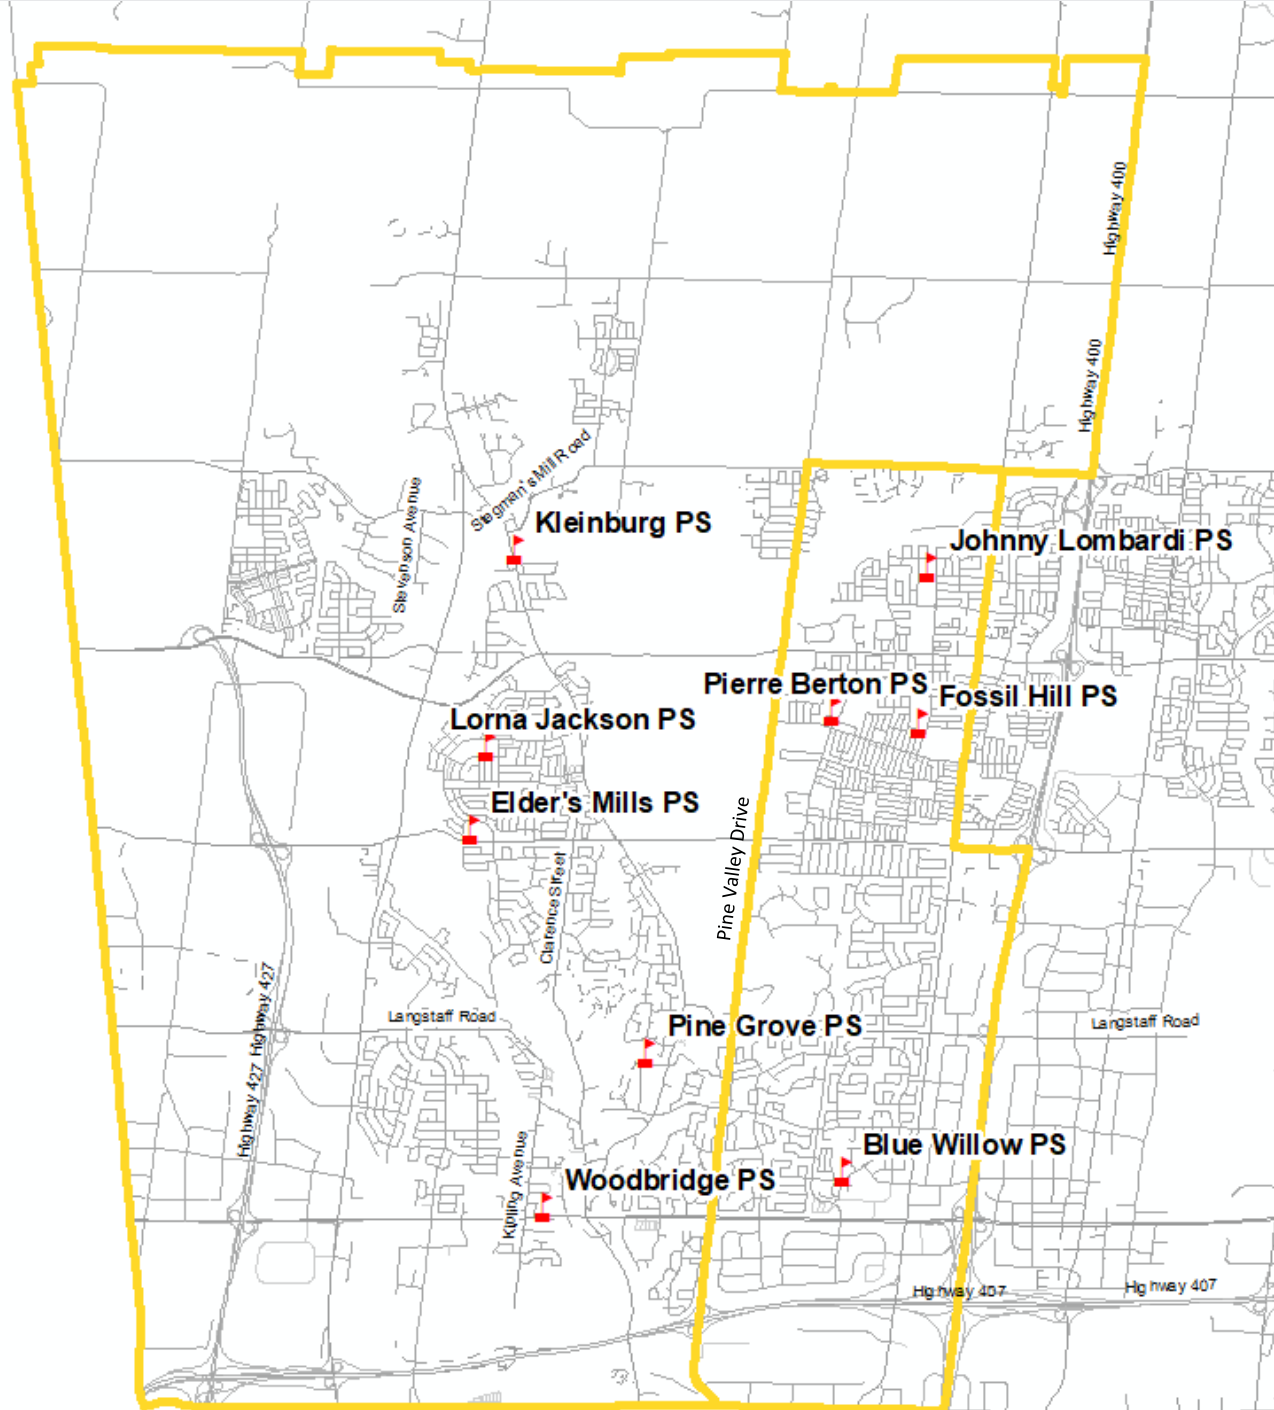 Highway 400
Highway 400
Stegman's Mill Road
Stevenson Avenue
Kleinburg PS
Johnny Lombardi PS
Pierre Berton PS
Fossil Hill PS
Lorna Jackson PS
Elder's Mills PS
Pine Valley Drive
Clarence Street
Highway 427
Highway 427
Langstaff Road
Pine Grove PS
Langstaff Road
Kipling Avenue
Blue Willow PS
Woodbridge PS
Highway 407
Highway 407